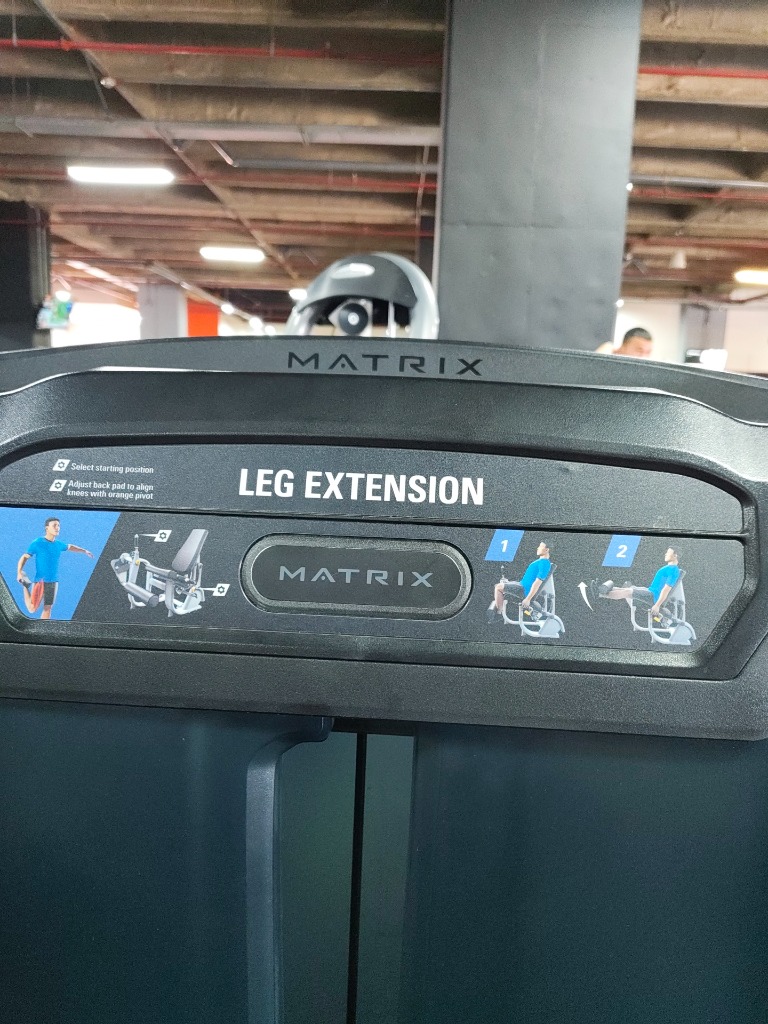 MATRIX
Select starting position
Adjust back pad to align
knees with orange pivot
LEG EXTENSION
MATRIX
1
2